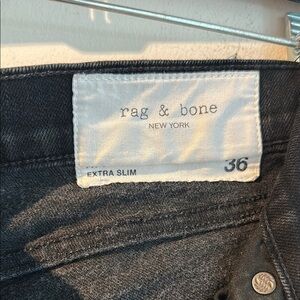 rag & bone
NEW YORK
EXTRA SLIM 36